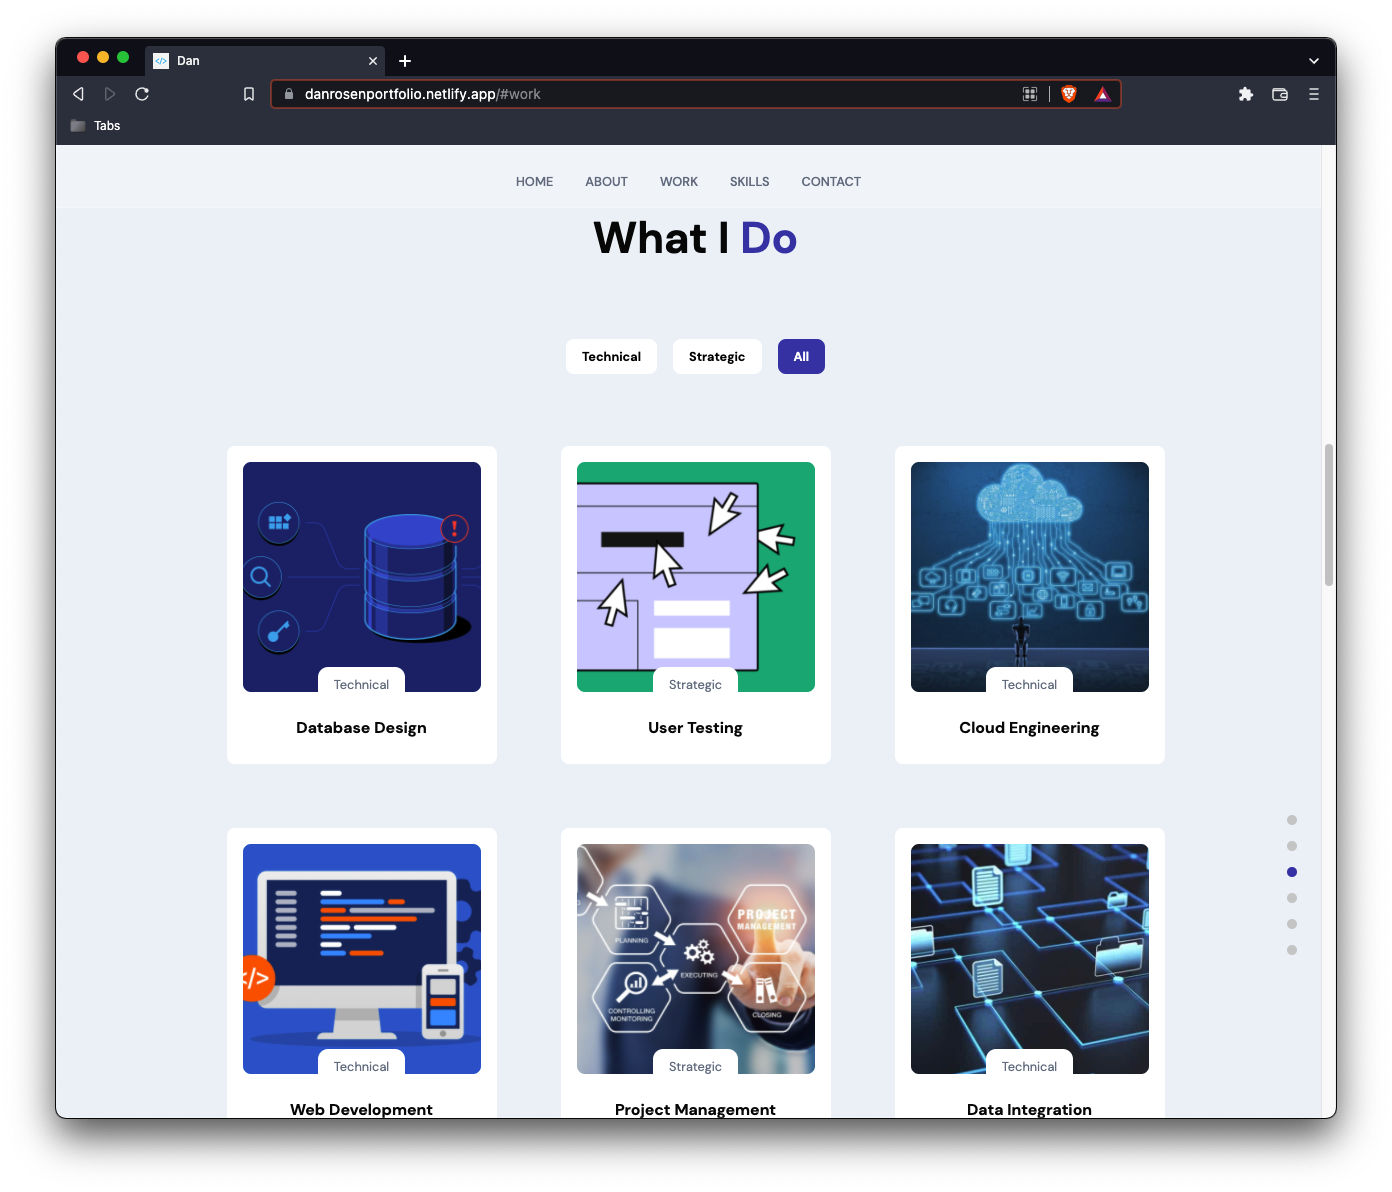 Dan
danrosenportfolio.netlify.app/#work
Tabs
HOME ABOUT WORK SKILLS CONTACT
What I Do
Technical Strategic All
Technical
Database Design
Strategic
User Testing
Technical
Cloud Engineering
</>
Technical
Web Development
PROJECT
MANAGEMENT
PLANNING
EXECUTING
CONTROLLING
MONITORING
CLOSING
Strategic
Project Management
Technical
Data Integration